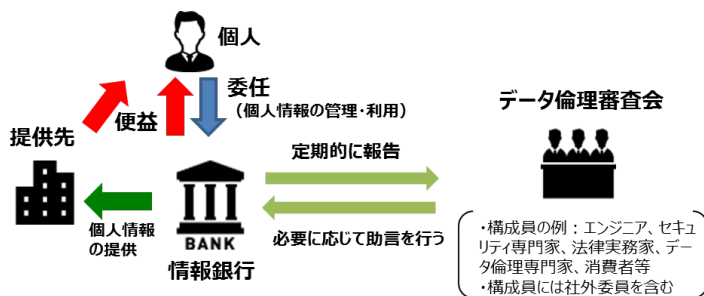 個人
委任
（個人情報の管理・利用）
便益
提供先
データ倫理審査会
定期的に報告
BANK
個人情報
の提供
情報銀行
必要に応じて助言を行う
・構成員の例：エンジニア、セキュ
リティ専門家、法律実務家、デー
タ倫理専門家、消費者等
・構成員には社外委員を含む